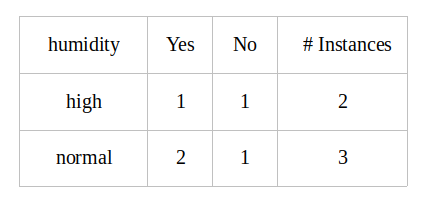 humidity Yes No # Instances
high 1 1 2
normal 2 1 3